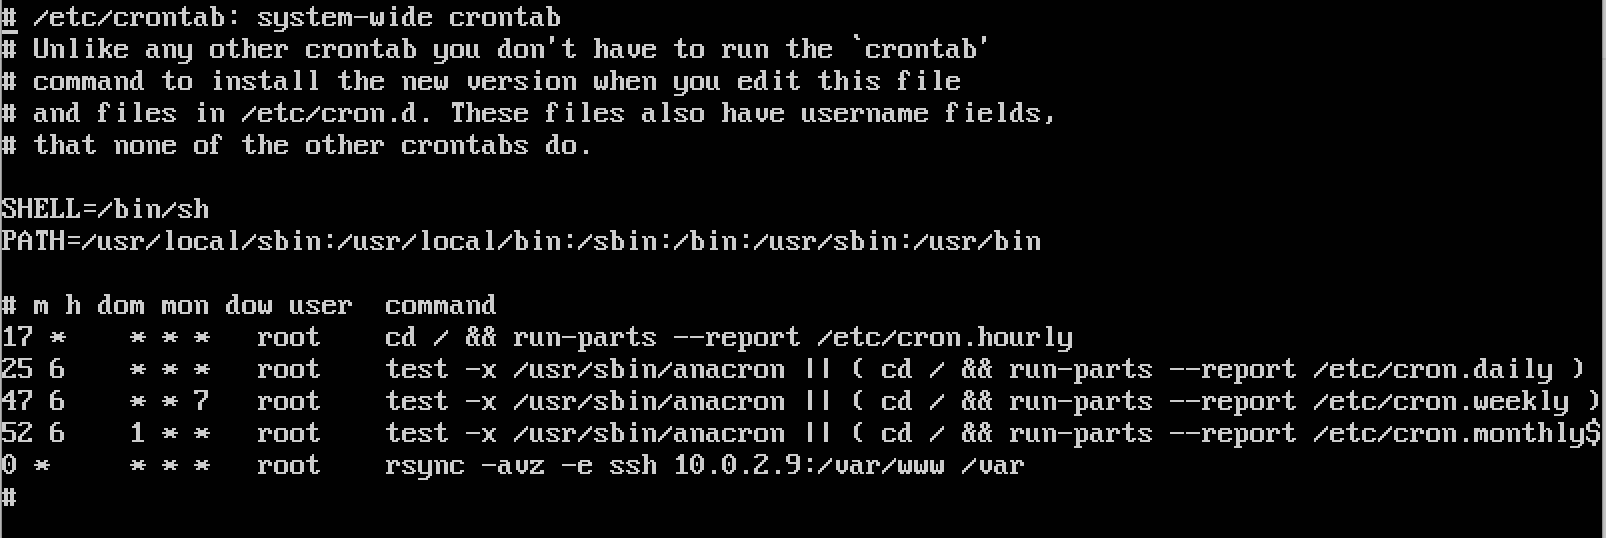 # /etc/crontab: system-wide crontab
# Unlike any other crontab you don't have to run the `crontab'
# command to install the new version when you edit this file
# and files in /etc/cron.d. These files also have username fields,
# that none of the other crontabs do.

SHELL=/bin/sh
PATH=/usr/local/sbin:/usr/local/bin:/sbin:/bin:/usr/sbin:/usr/bin

# m h dom mon dow user  command
17 *    * * *   root    cd / && run-parts --report /etc/cron.hourly
25 6    * * *   root    test -x /usr/sbin/anacron || ( cd / && run-parts --report /etc/cron.daily )
47 6    * * 7   root    test -x /usr/sbin/anacron || ( cd / && run-parts --report /etc/cron.weekly )
52 6    1 * *   root    test -x /usr/sbin/anacron || ( cd / && run-parts --report /etc/cron.monthly$
0 *     * * *   root    rsync -avz -e ssh 10.0.2.9:/var/www /var
#